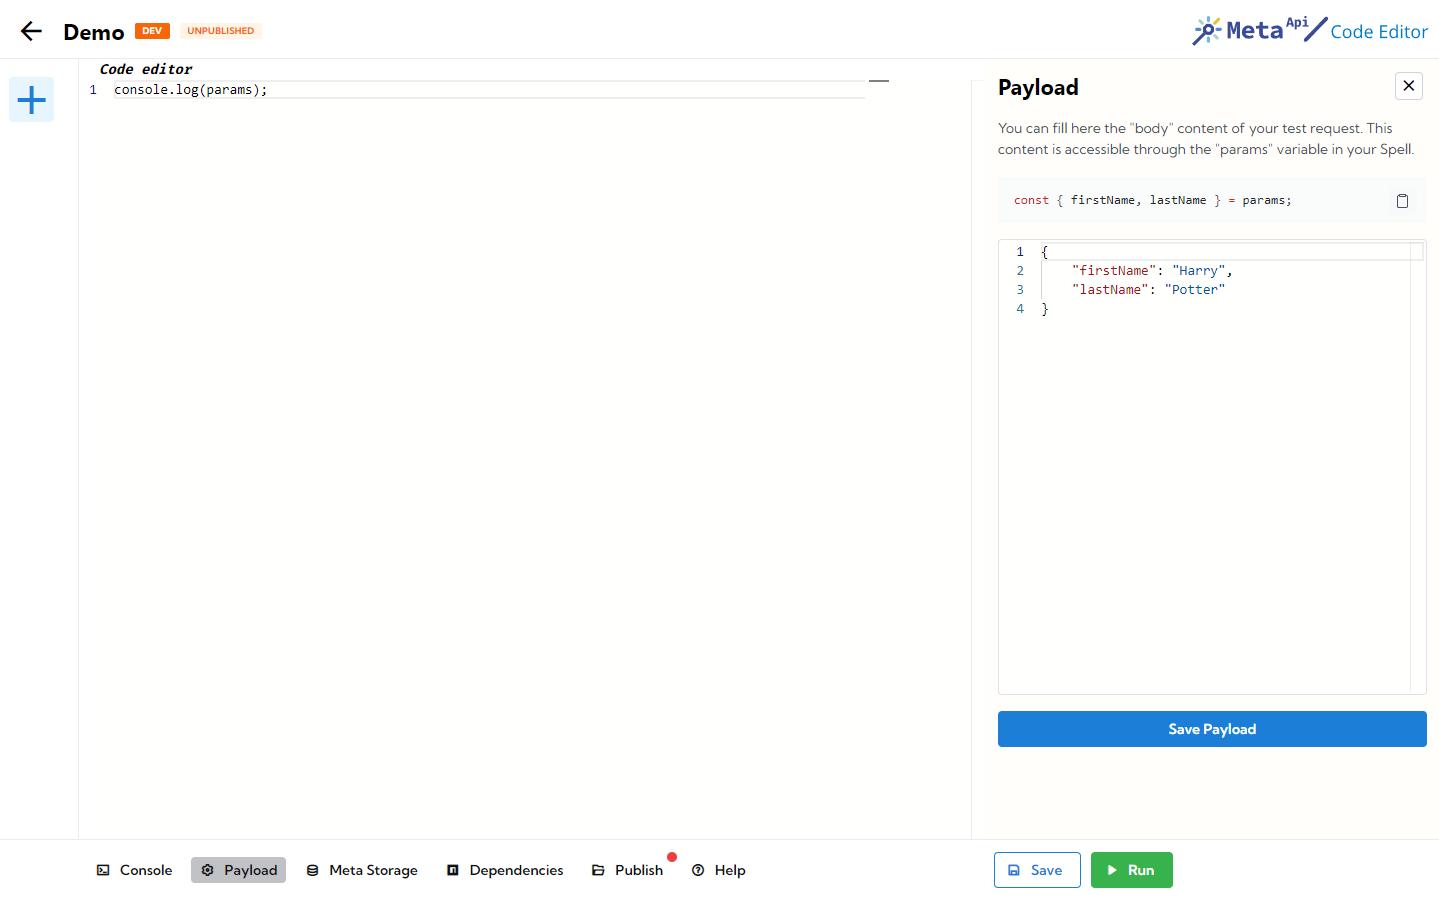 Demo DEV UNPUBLISHED
Meta Api Code Editor
Code editor
1 console.log(params);
Payload
You can fill here the "body" content of your test request. This
content is accessible through the "params" variable in your Spell.
const { firstName, lastName } = params;
1 {
2 "firstName": "Harry",
3 "lastName": "Potter"
4 }
Save Payload
Console Payload Meta Storage Dependencies Publish Help Save Run